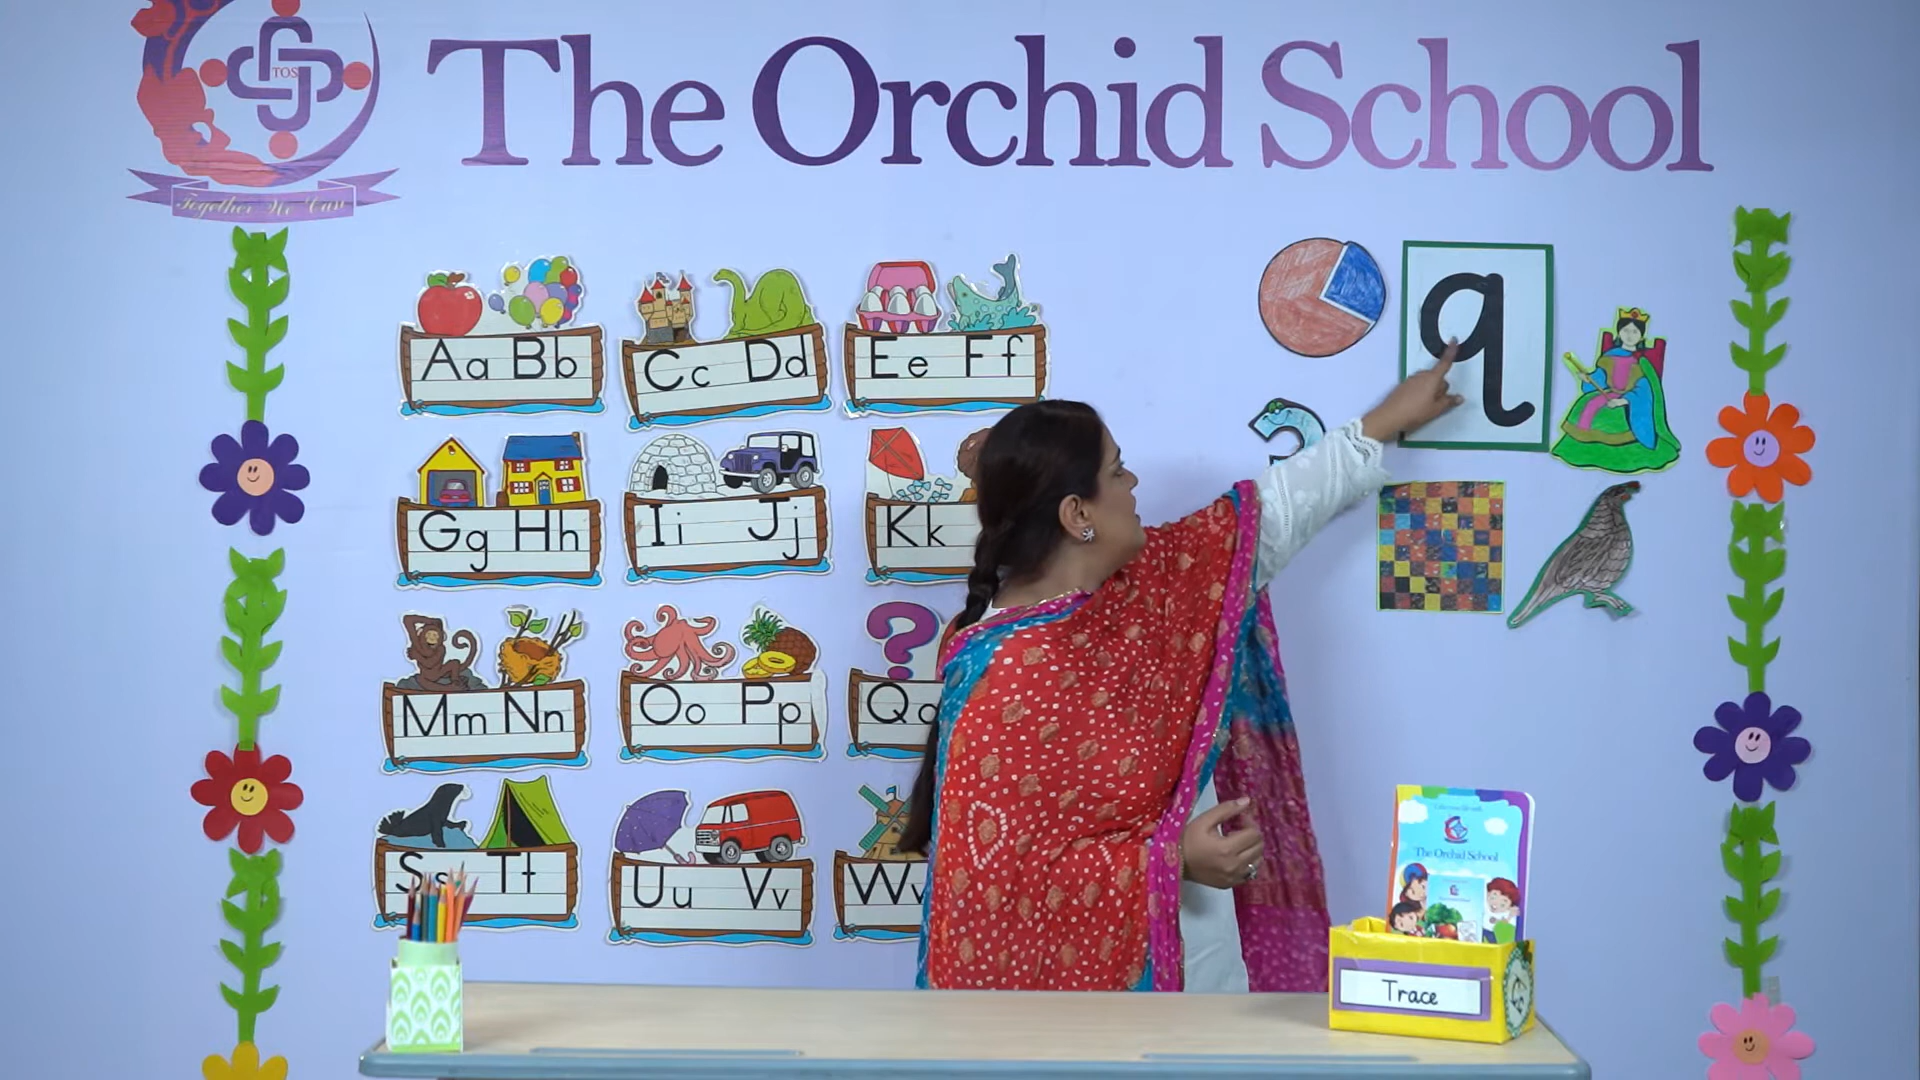 The Orchid School
TOS
Together We Can
q
Aa Bb
Cc Dd
Ee Ff
Gg Hh
Ii Jj
Kk
Mm Nn
Oo Pp
?
Q
Ss Tt
Uu Vv
W
The Orchid School
Trace